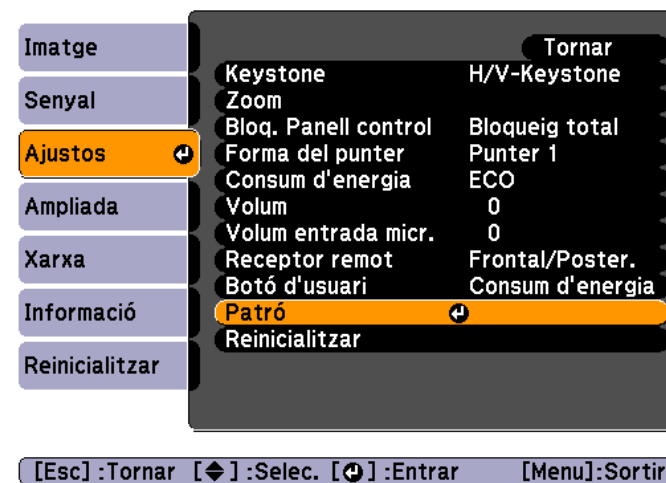 Imatge
Senyal
Ajustos
Ampliada
Xarxa
Informació
Reinicialitzar
Tornar
Keystone H/V-Keystone
Zoom
Bloq. Panell control Bloqueig total
Forma del punter Punter 1
Consum d'energia ECO
Volum 0
Volum entrada micr. 0
Receptor remot Frontal/Poster.
Botó d'usuari Consum d'energia
Patró
Reinicialitzar
[Esc] :Tornar [◆] :Selec. [↵] :Entrar [Menu]:Sortir